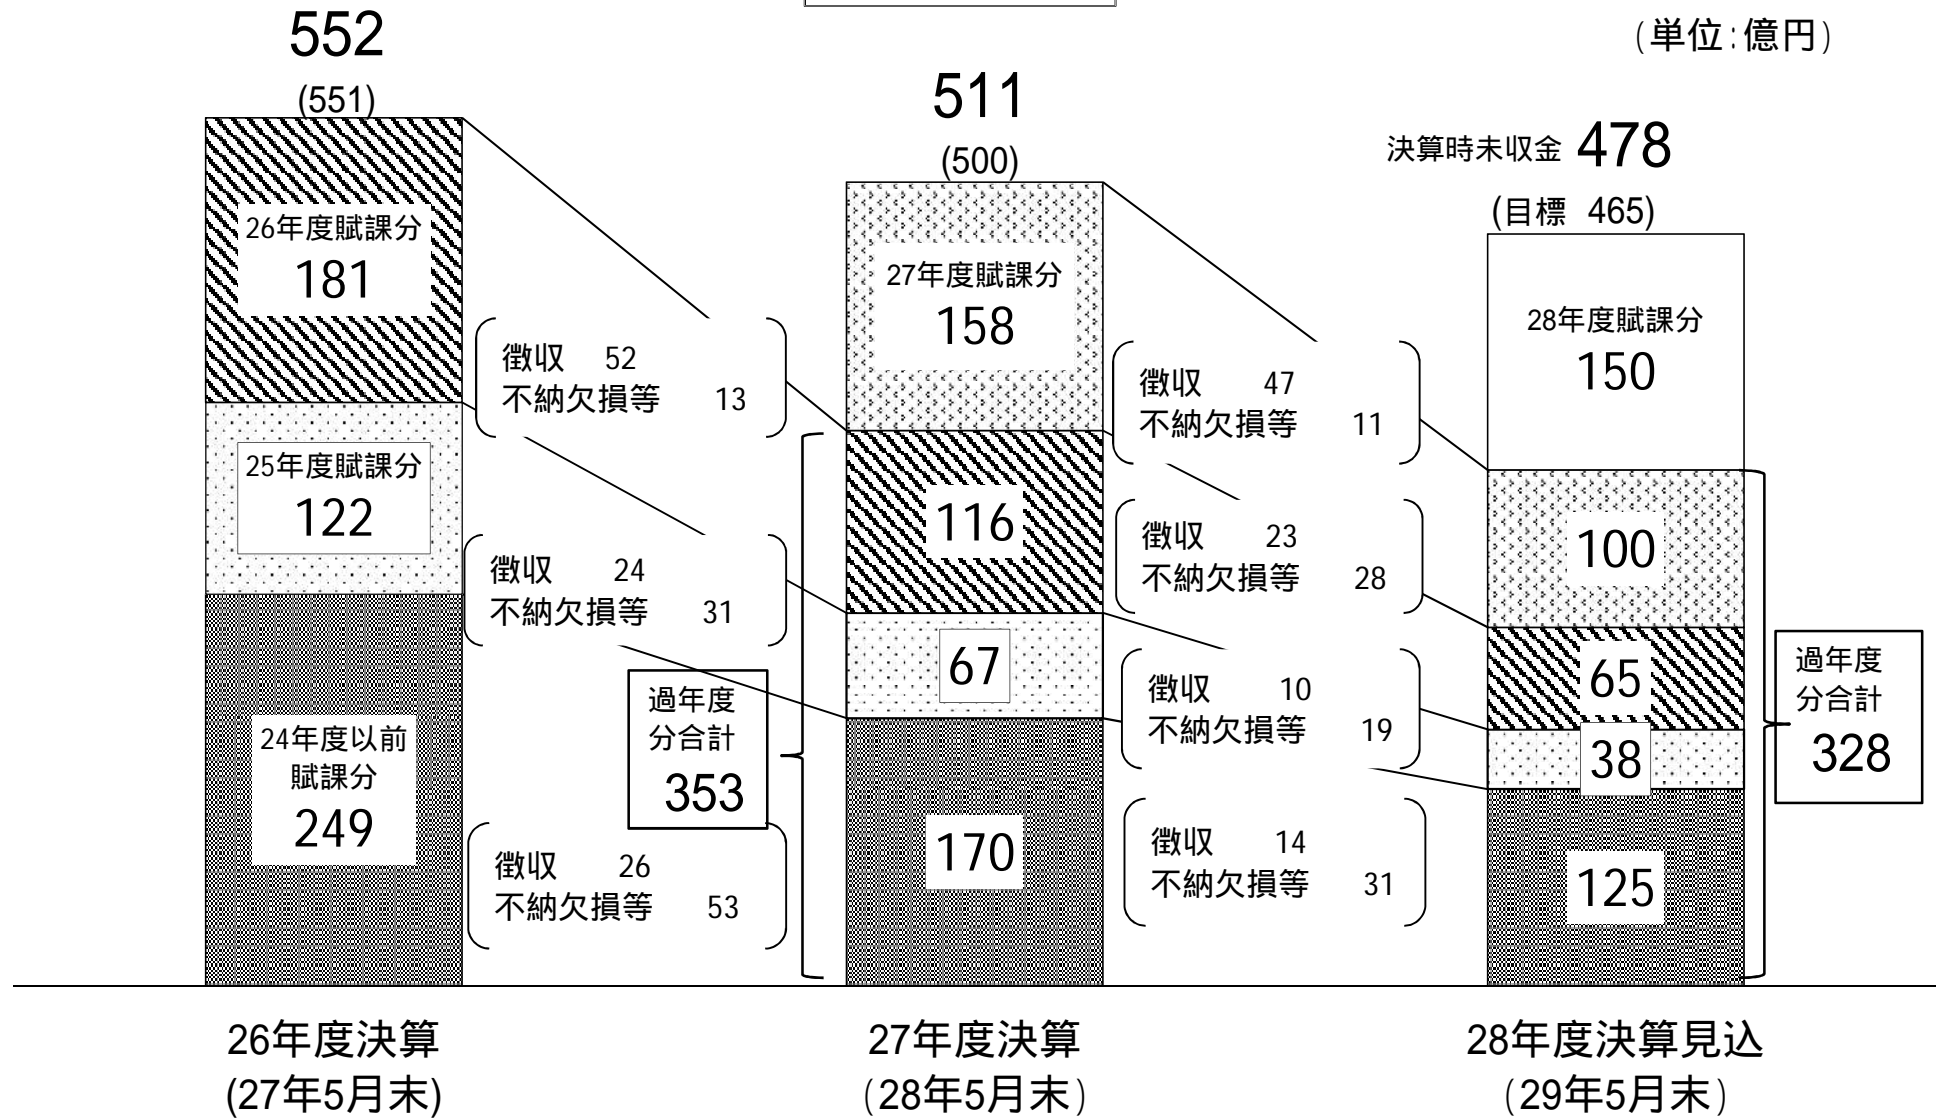 (単位:億円)
552
(551)
26年度賦課分
181
25年度賦課分
122
24年度以前
賦課分
249
徴収 52
不納欠損等 13
徴収 24
不納欠損等 31
徴収 26
不納欠損等 53
過年度
分合計
353
511
(500)
27年度賦課分
158
116
67
170
徴収 47
不納欠損等 11
徴収 23
不納欠損等 28
徴収 10
不納欠損等 19
徴収 14
不納欠損等 31
決算時未収金 478
(目標 465)
28年度賦課分
150
100
65
38
125
過年度
分合計
328
26年度決算
(27年5月末)
27年度決算
(28年5月末)
28年度決算見込
(29年5月末)